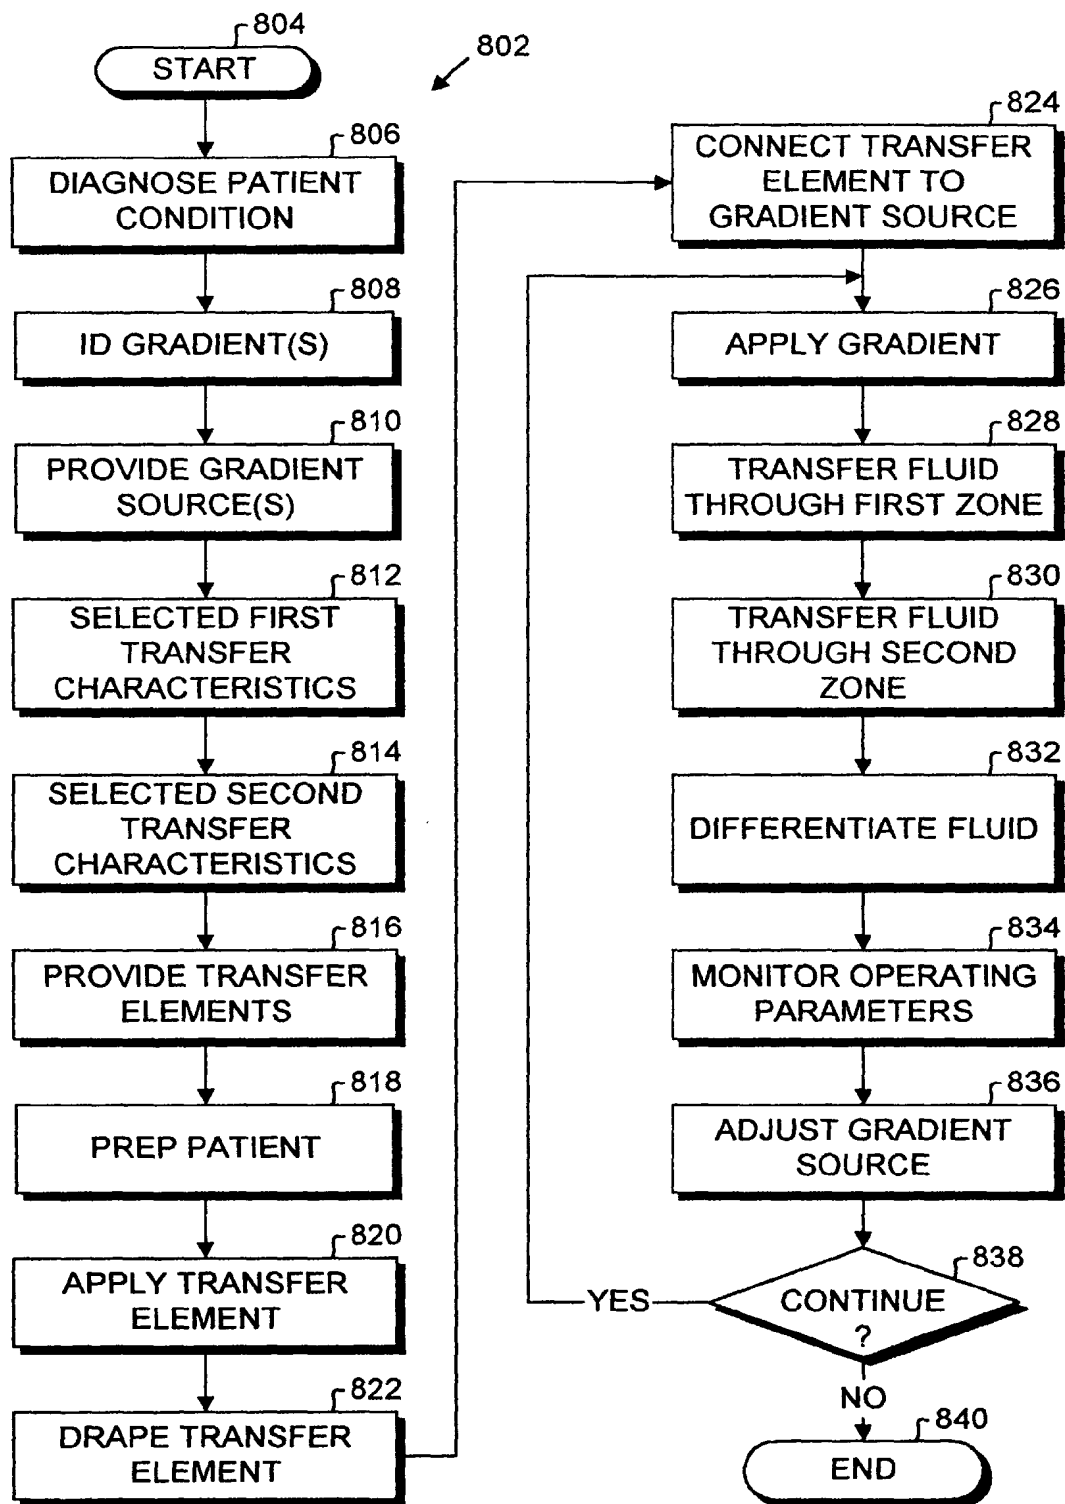 804
START
802
806
DIAGNOSE PATIENT
CONDITION
808
ID GRADIENT(S)
810
PROVIDE GRADIENT
SOURCE(S)
812
SELECTED FIRST
TRANSFER
CHARACTERISTICS
814
SELECTED SECOND
TRANSFER
CHARACTERISTICS
816
PROVIDE TRANSFER
ELEMENTS
818
PREP PATIENT
820
APPLY TRANSFER
ELEMENT
822
DRAPE TRANSFER
ELEMENT
824
CONNECT TRANSFER
ELEMENT TO
GRADIENT SOURCE
826
APPLY GRADIENT
828
TRANSFER FLUID
THROUGH FIRST ZONE
830
TRANSFER FLUID
THROUGH SECOND
ZONE
832
DIFFERENTIATE FLUID
834
MONITOR OPERATING
PARAMETERS
836
ADJUST GRADIENT
SOURCE
838
CONTINUE
?
YES
NO
840
END